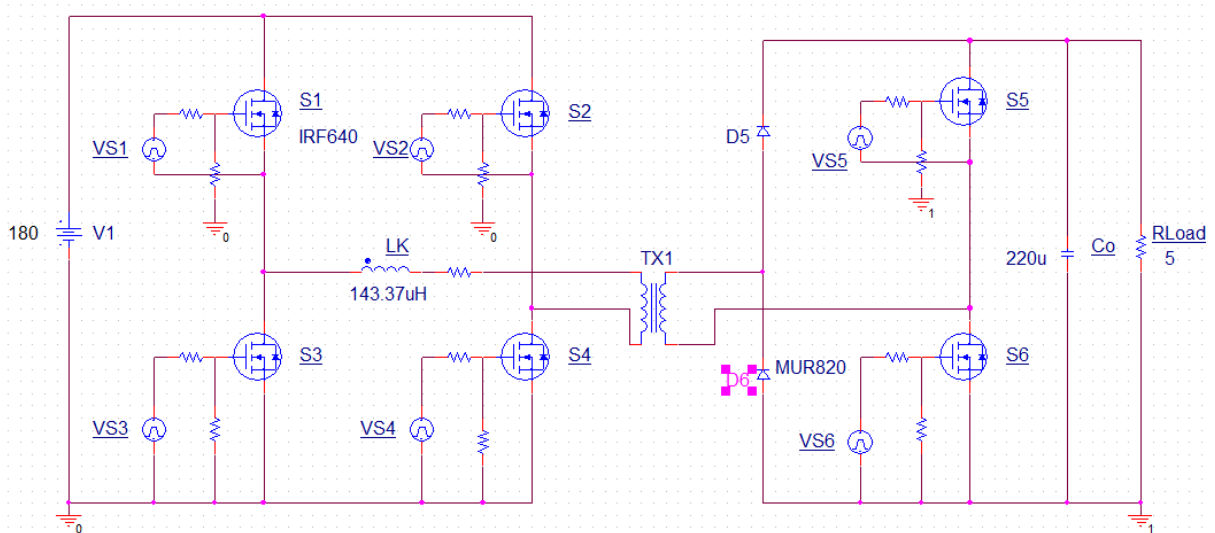 S1
IRF640
VS1
S2
VS2
S5
D5
VS5
1
0
0
180
V1
LK
143.37uH
TX1
220u
Co
RLoad
5
S3
VS3
S4
VS4
D6
MUR820
S6
VS6
0
1